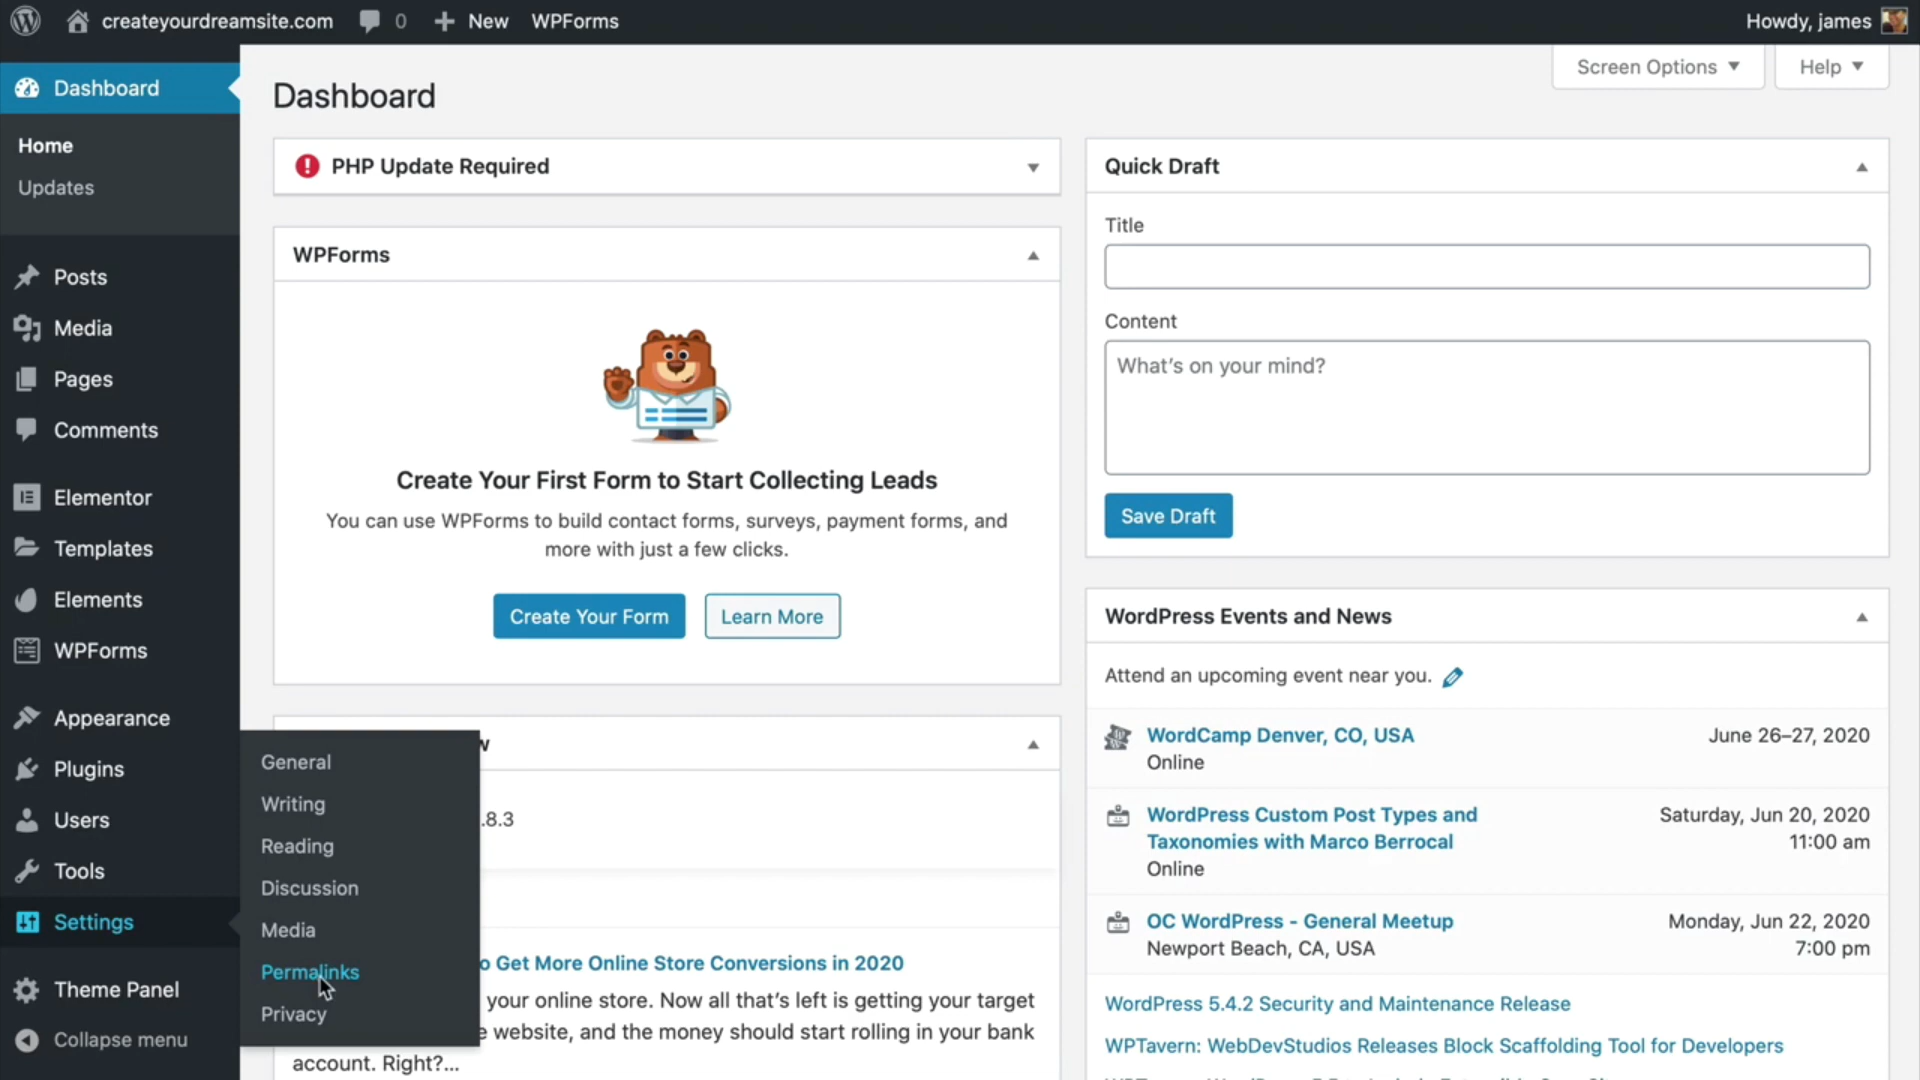 createyourdreamsite.com 0 New WPForms Howdy, james
Screen Options Help
Dashboard
Home
Updates
Posts
Media
Pages
Comments
Elementor
Templates
Elements
WPForms
Appearance
Plugins
Users
Tools
Settings
Theme Panel
Collapse menu
General
Writing
Reading
Discussion
Media
Permalinks
Privacy
Dashboard
PHP Update Required
WPForms
Create Your First Form to Start Collecting Leads
You can use WPForms to build contact forms, surveys, payment forms, and
more with just a few clicks.
Create Your Form Learn More
w
.8.3
o Get More Online Store Conversions in 2020
your online store. Now all that's left is getting your target
e website, and the money should start rolling in your bank
account. Right?...
Quick Draft
Title
Content
What's on your mind?
Save Draft
WordPress Events and News
Attend an upcoming event near you.
WordCamp Denver, CO, USA June 26–27, 2020
Online
WordPress Custom Post Types and Saturday, Jun 20, 2020
Taxonomies with Marco Berrocal 11:00 am
Online
OC WordPress - General Meetup Monday, Jun 22, 2020
Newport Beach, CA, USA 7:00 pm
WordPress 5.4.2 Security and Maintenance Release
WPTavern: WebDevStudios Releases Block Scaffolding Tool for Developers